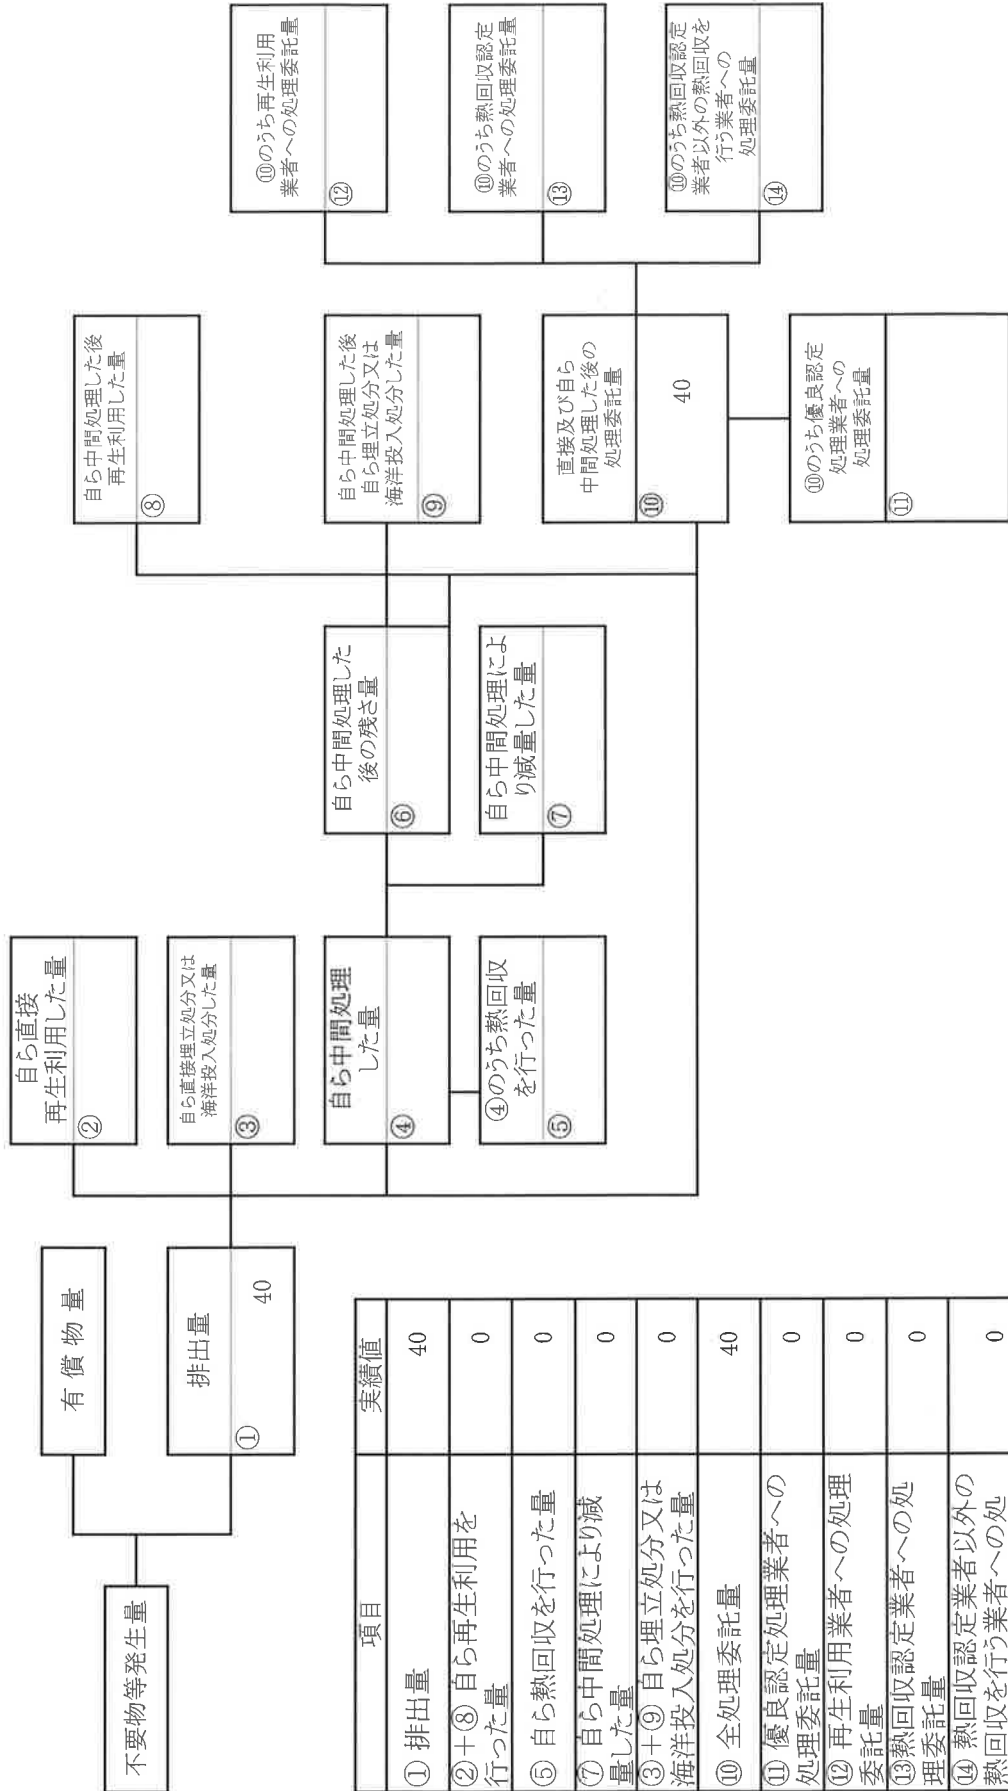 不要物等発生量
有償物量
排出量
①
40
自ら直接
再生利用した量
②
自ら直接埋立処分又は
海洋投入処分した量
③
自ら中間処理
した量
④
④のうち熱回収
を行った量
⑤
自ら中間処理した
後の残さ量
⑥
自ら中間処理によ
り減量した量
⑦
自ら中間処理した後
再生利用した量
⑧
自ら中間処理した後
自ら埋立処分又は
海洋投入処分した量
⑨
直接及び自ら
中間処理した後の
処理委託量
⑩
40
⑩のうち優良認定
処理業者への
処理委託量
⑪
⑩のうち再生利用
業者への処理委託量
⑫
⑩のうち熱回収認定
業者への処理委託量
⑬
⑩のうち熱回収認定
業者以外の熱回収を
行う業者への
処理委託量
⑭
項目 実績値
①排出量 40
②+⑧ 自ら再生利用を
行った量 0
⑤ 自ら熱回収を行った量 0
⑦ 自ら中間処理により減
量した量 0
③+⑨ 自ら埋立処分又は
海洋投入処分を行った量 0
⑩ 全処理委託量 40
⑪ 優良認定処理業者への
処理委託量 0
⑫ 再生利用業者への処理
委託量 0
⑬熱回収認定業者への処
理委託量 0
⑭ 熱回収認定業者以外の
熱回収を行う業者への処 0